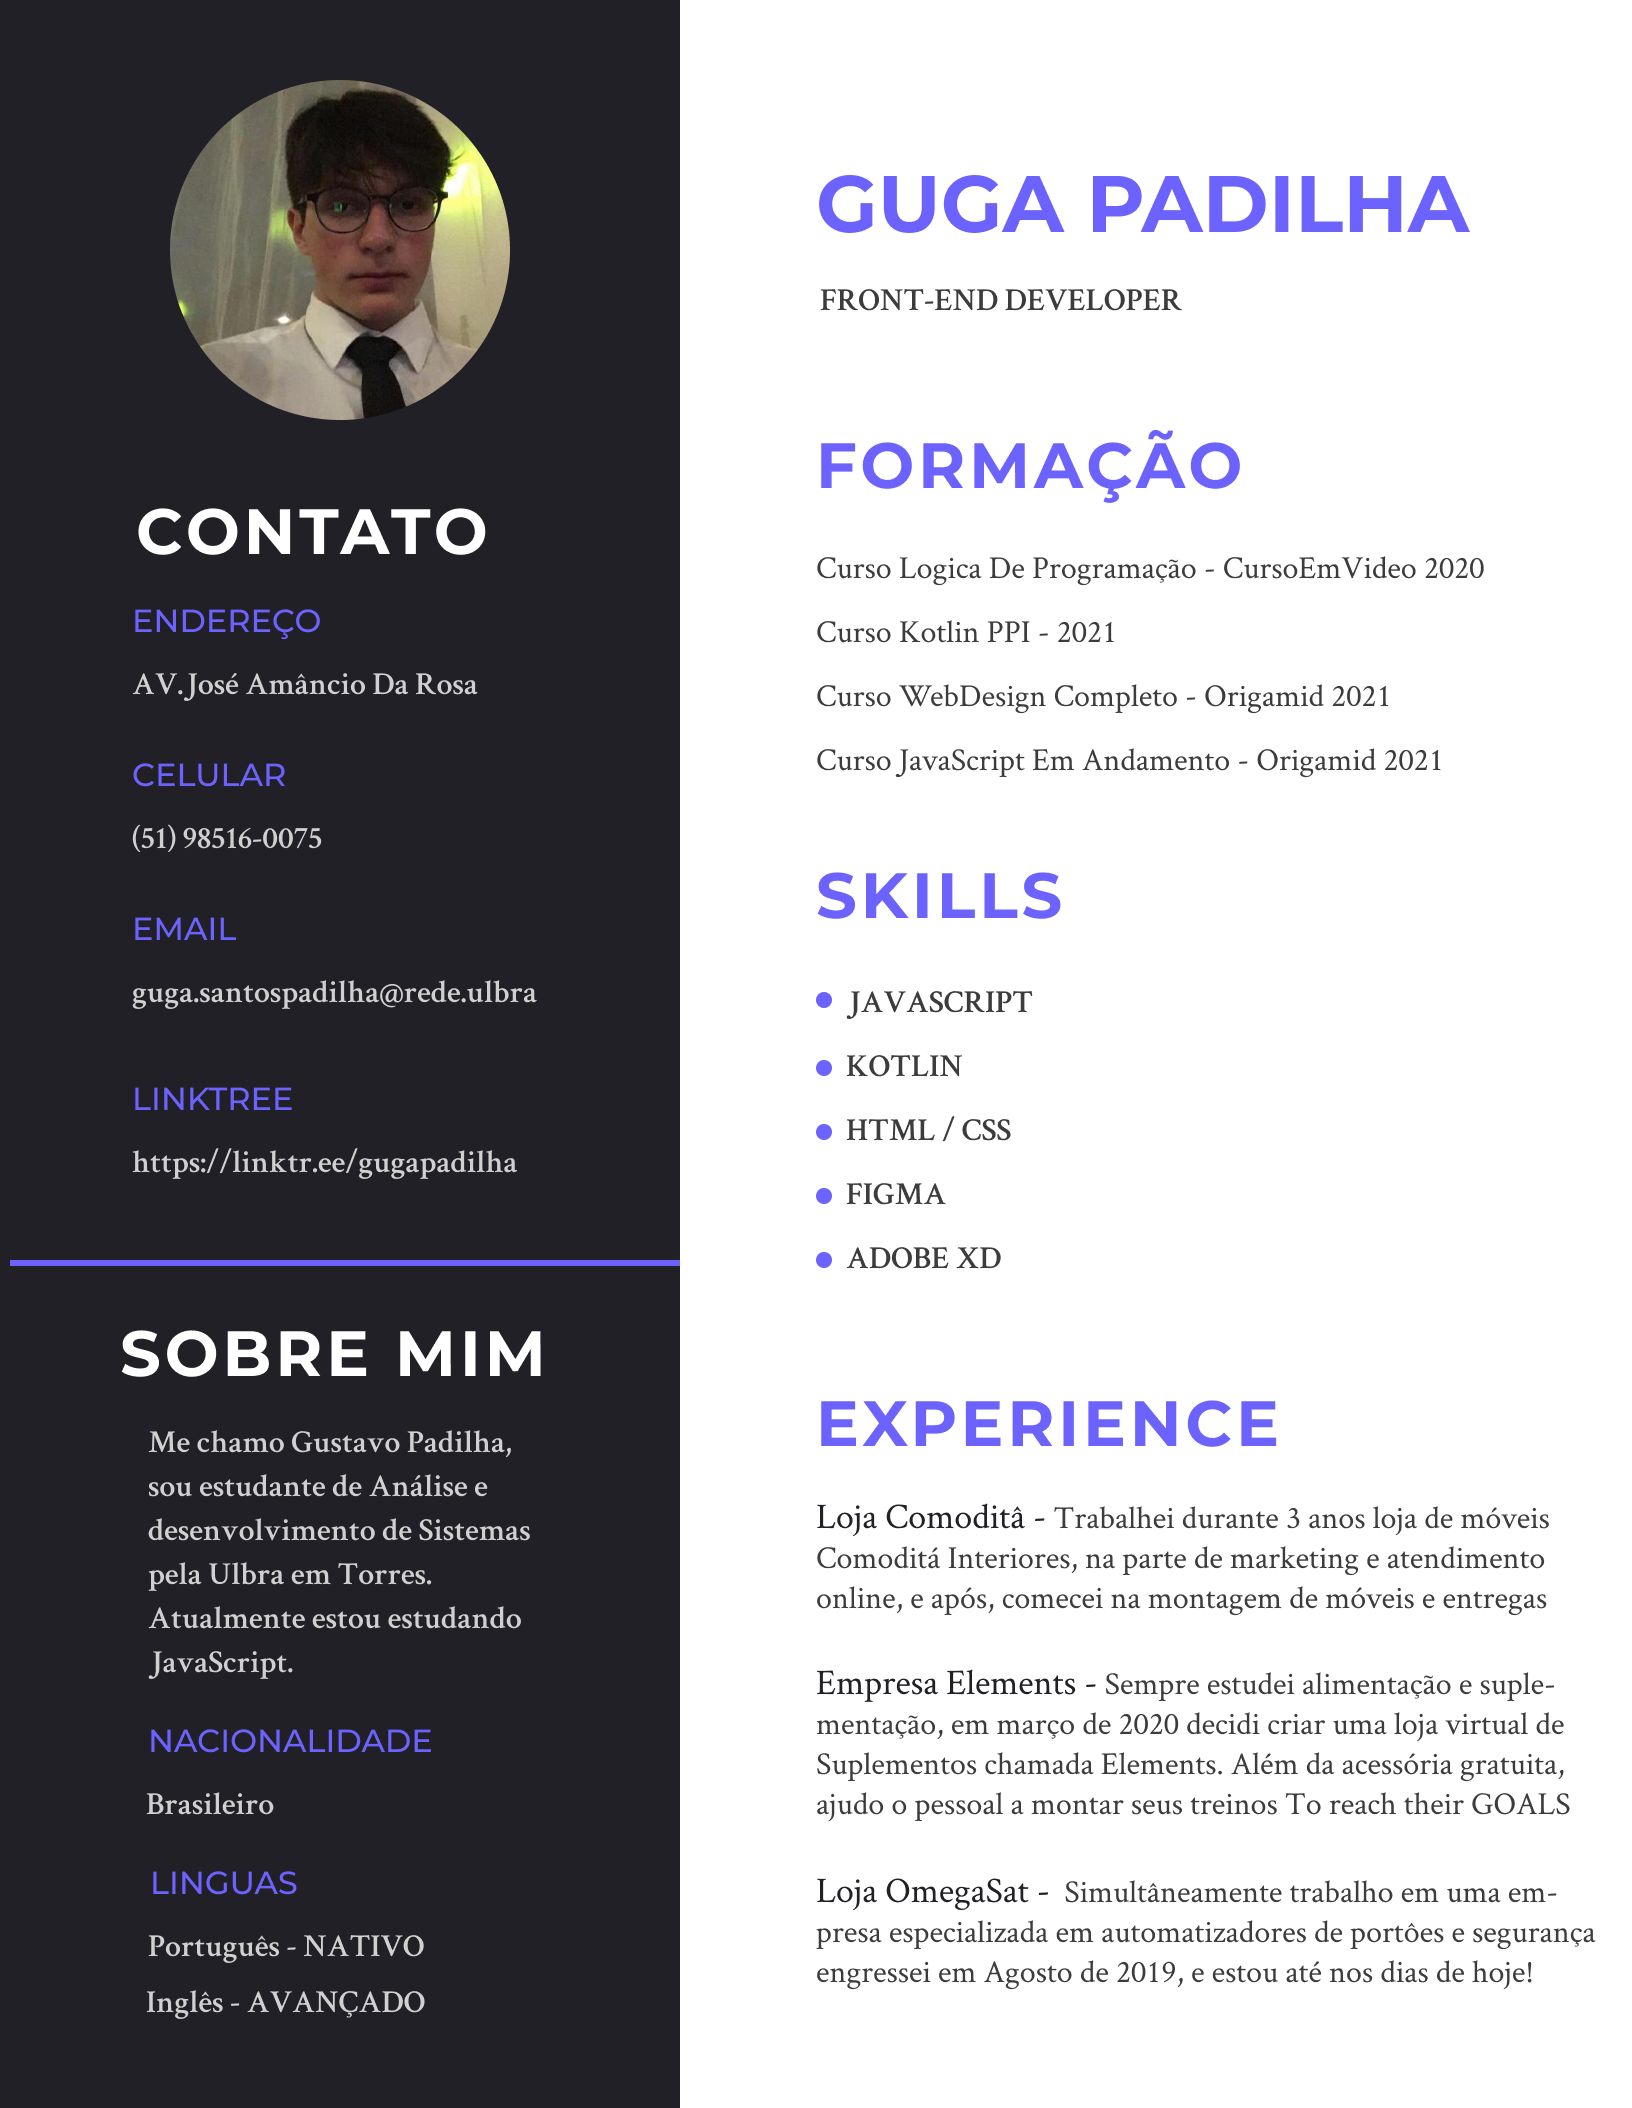 CONTATO
ENDEREÇO
AV.José Amâncio Da Rosa
CELULAR
(51) 98516-0075
EMAIL
guga.santospadilha@rede.ulbra
LINKTREE
https://linktr.ee/gugapadilha
SOBRE MIM
Me chamo Gustavo Padilha,
sou estudante de Análise e
desenvolvimento de Sistemas
pela Ulbra em Torres.
Atualmente estou estudando
JavaScript.
NACIONALIDADE
Brasileiro
LINGUAS
Português - NATIVO
Inglês - AVANÇADO
GUGA PADILHA
FRONT-END DEVELOPER
FORMAÇÃO
Curso Logica De Programação - CursoEmVideo 2020
Curso Kotlin PPI - 2021
Curso WebDesign Completo - Origamid 2021
Curso JavaScript Em Andamento - Origamid 2021
SKILLS
JAVASCRIPT
KOTLIN
HTML / CSS
FIGMA
ADOBE XD
EXPERIENCE
Loja Comoditâ - Trabalhei durante 3 anos loja de móveis
Comoditá Interiores, na parte de marketing e atendimento
online, e após, comecei na montagem de móveis e entregas
Empresa Elements - Sempre estudei alimentação e suple-
mentação, em março de 2020 decidi criar uma loja virtual de
Suplementos chamada Elements. Além da acessória gratuita,
ajudo o pessoal a montar seus treinos To reach their GOALS
Loja OmegaSat - Simultâneamente trabalho em uma em-
presa especializada em automatizadores de portôes e segurança
engressei em Agosto de 2019, e estou até nos dias de hoje!